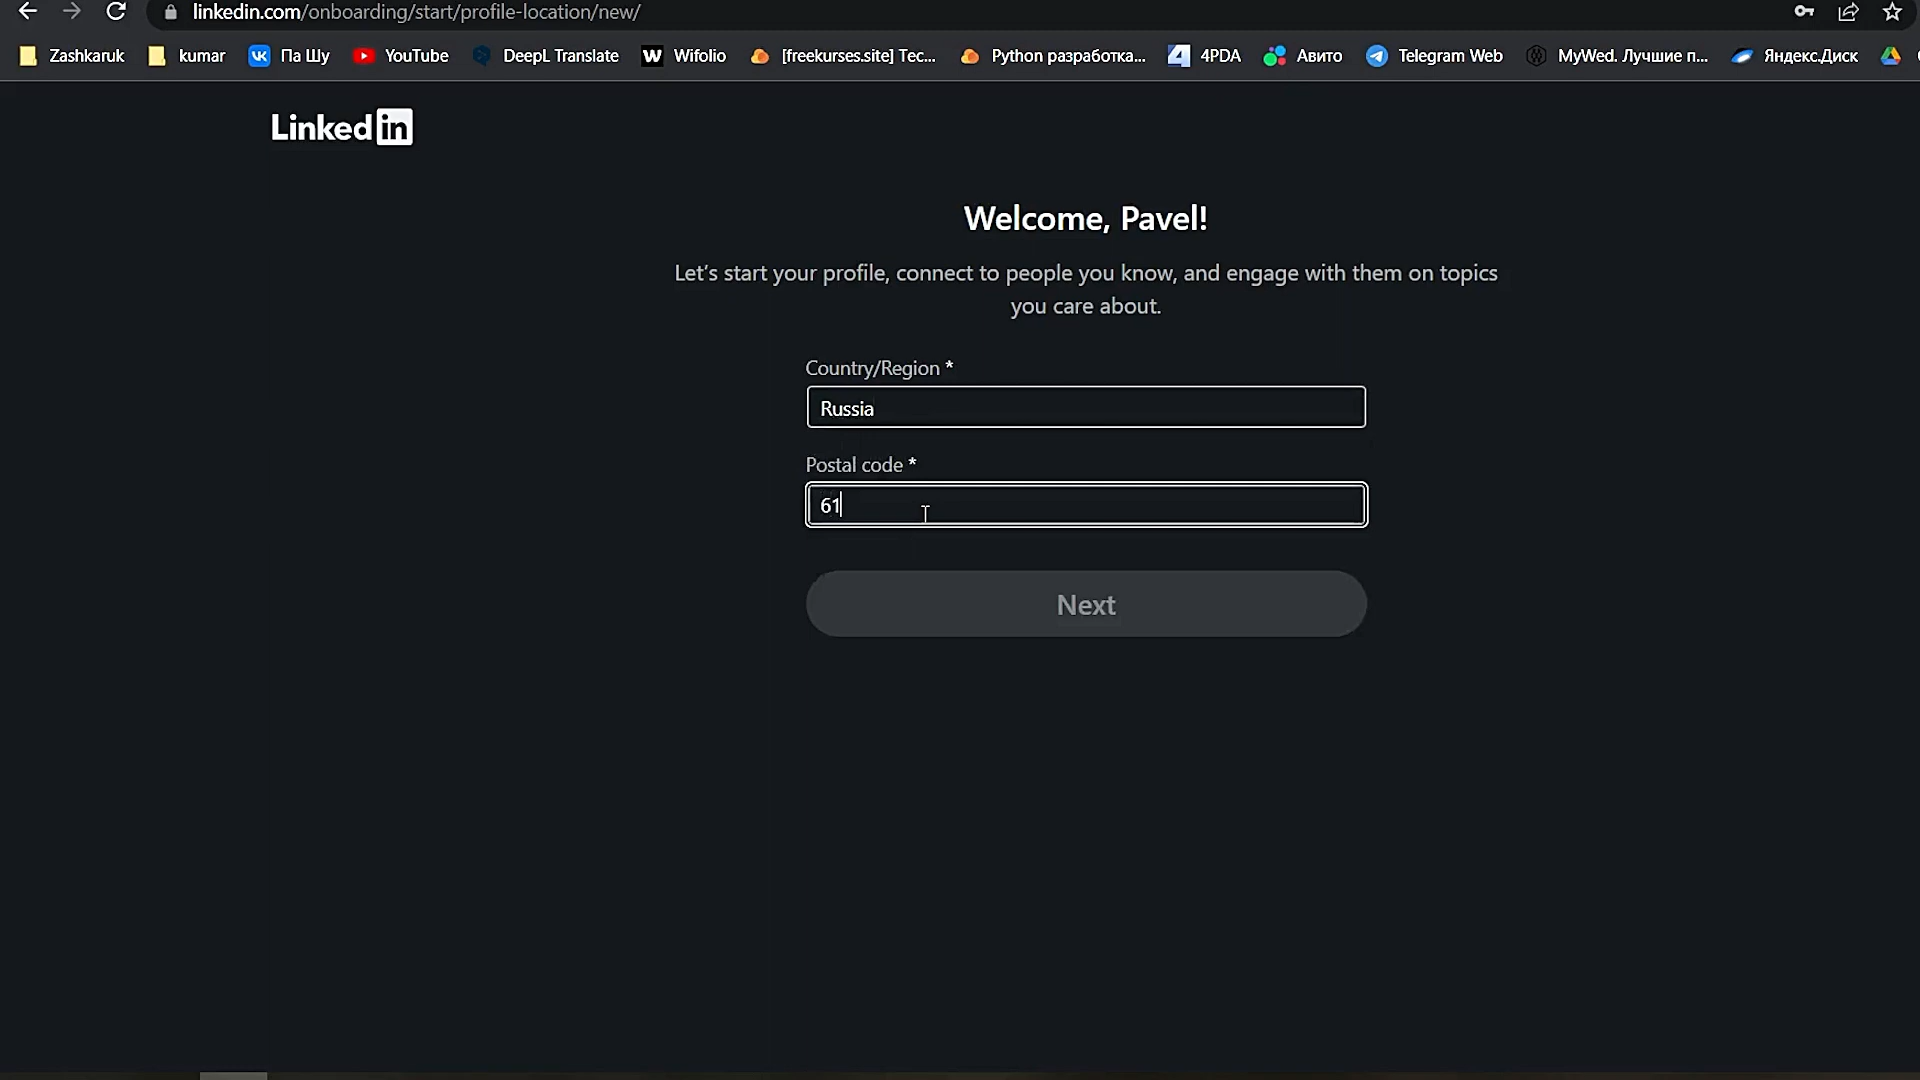 linkedin.com/onboarding/start/profile-location/new/
Zashkaruk kumar Па Шу YouTube DeepL Translate Wifolio [freekurses.site] Tec... Python разработка... 4PDA Авито Telegram Web MyWed. Лучшие п... Яндекс.Диск
Linked in
Welcome, Pavel!
Let's start your profile, connect to people you know, and engage with them on topics
you care about.
Country/Region *
Russia
Postal code *
61
Next